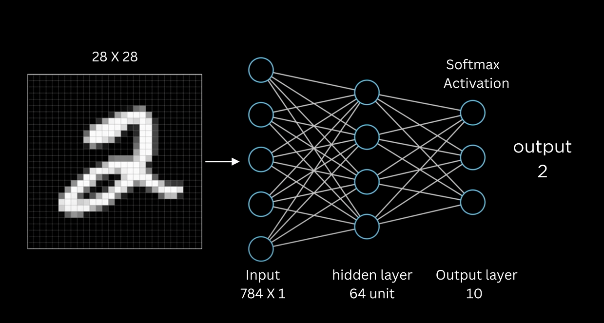 28 X 28
Softmax
Activation
output
2
Input
784 X 1
hidden layer
64 unit
Output layer
10